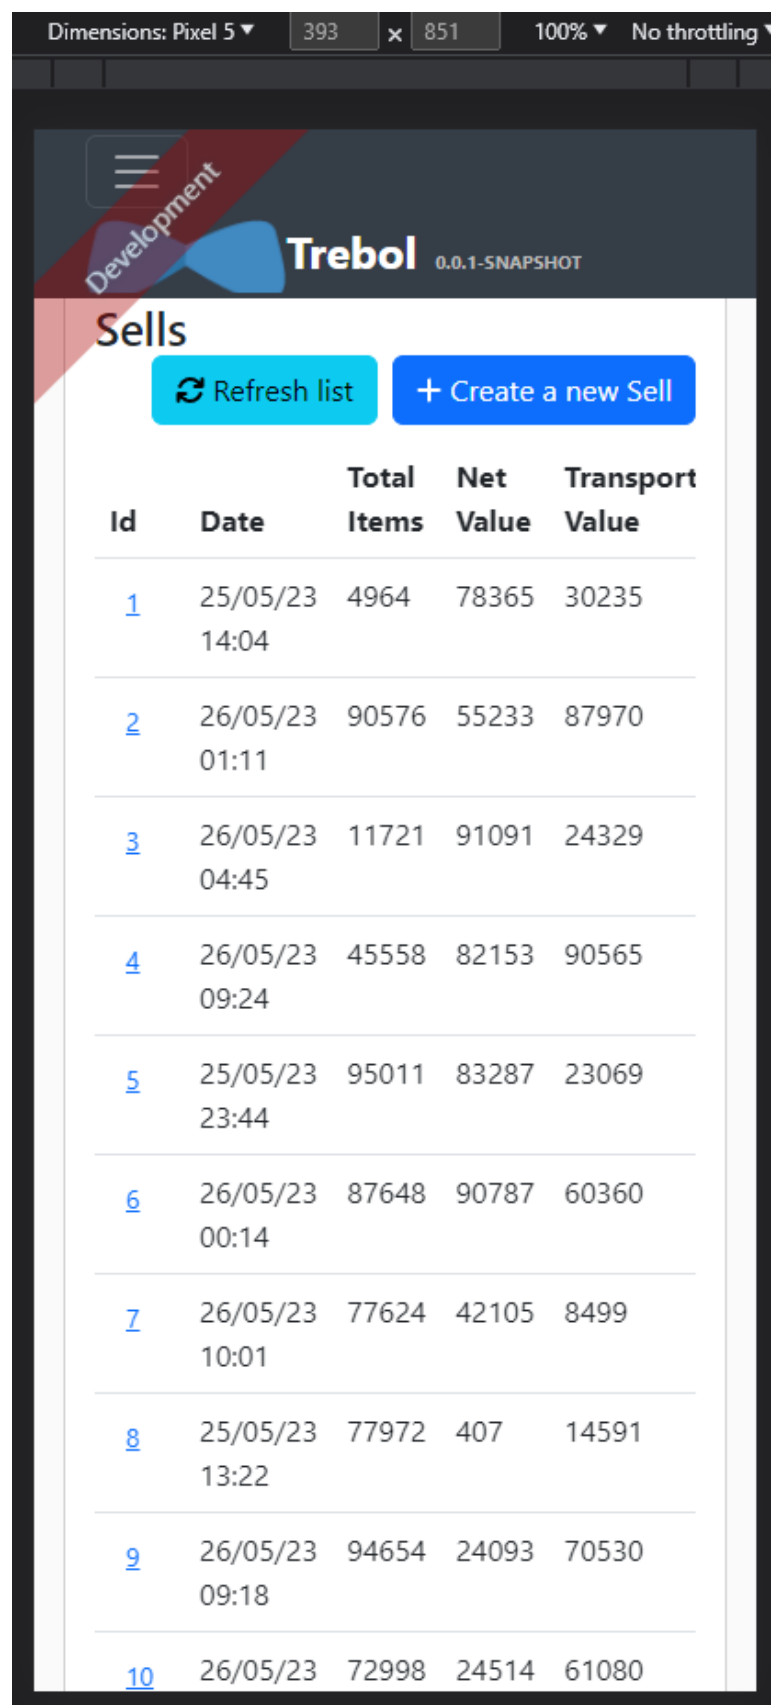 Dimensions: Pixel 5 ▼ 393 × 851 100% ▼ No throttling ▼
Development
Trebol 0.0.1-SNAPSHOT
Sells
Refresh list + Create a new Sell
Id Date Total Items Net Value Transport Value
1 25/05/23 14:04 4964 78365 30235
2 26/05/23 01:11 90576 55233 87970
3 26/05/23 04:45 11721 91091 24329
4 26/05/23 09:24 45558 82153 90565
5 25/05/23 23:44 95011 83287 23069
6 26/05/23 00:14 87648 90787 60360
7 26/05/23 10:01 77624 42105 8499
8 25/05/23 13:22 77972 407 14591
9 26/05/23 09:18 94654 24093 70530
10 26/05/23 72998 24514 61080